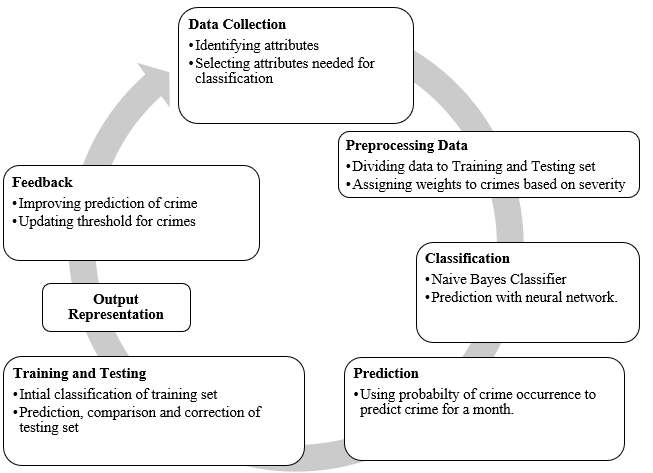 Data Collection
•Identifying attributes
•Selecting attributes needed for
classification
Preprocessing Data
•Dividing data to Training and Testing set
•Assigning weights to crimes based on severity
Classification
•Naive Bayes Classifier
•Prediction with neural network.
Prediction
•Using probabilty of crime occurrence to
predict crime for a month.
Training and Testing
•Intial classification of training set
•Prediction, comparison and correction of
testing set
Output
Representation
Feedback
•Improving prediction of crime
•Updating threshold for crimes